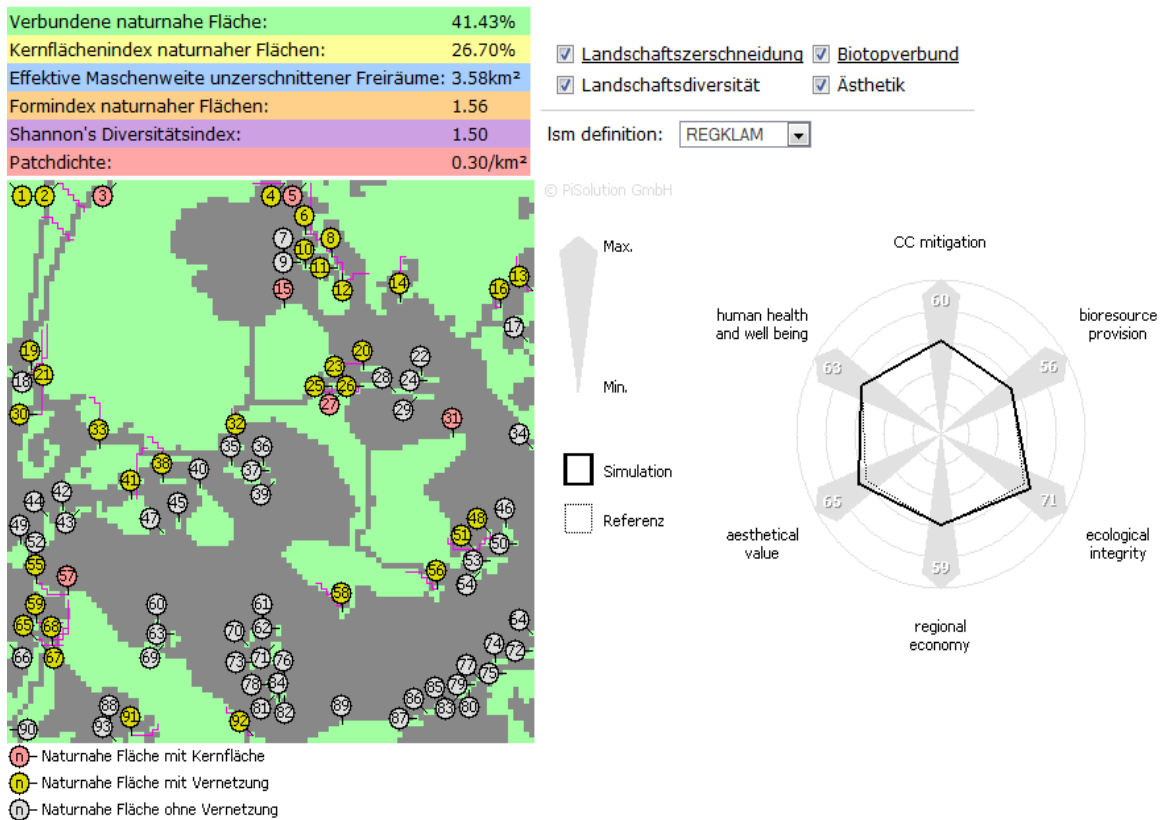 Verbundene naturnahe Fläche: 41.43%
Kernflächenindex naturnaher Flächen: 26.70%
Effektive Maschenweite unzerschnittener Freiräume: 3.58km²
Formindex naturnaher Flächen: 1.56
Shannon's Diversitätsindex: 1.50
Patchdichte: 0.30/km²
Landschaftszerschneidung Biotopverbund
Landschaftsdiversität Ästhetik
lsm definition: REGKLAM
© PiSolution GmbH
1 2 3 4 5
6
7 8
9 10
11
12 13
14
15 16
17
18 19 20
21 22
23 24
25 26 28
27 29
30 31
32
33 34
35 36
37
38 40
39
41 42
43 44 45 46
47 48
49 50
51
52 53
54
55 56
57
58
59 60 61
62 63 64
65 68 70
66 67 69 71 72
73 76 74
77 75
78 84 79
81 82 85 80
86 83
88 89
87
90 93 91 92
n Naturnahe Fläche mit Kernfläche
n Naturnahe Fläche mit Vernetzung
n Naturnahe Fläche ohne Vernetzung
Max.
Min.
Simulation
Referenz
CC mitigation
60
bioresource
provision
56
ecological
integrity
71
regional
economy
59
aesthetical
value
65
human health
and well being
63